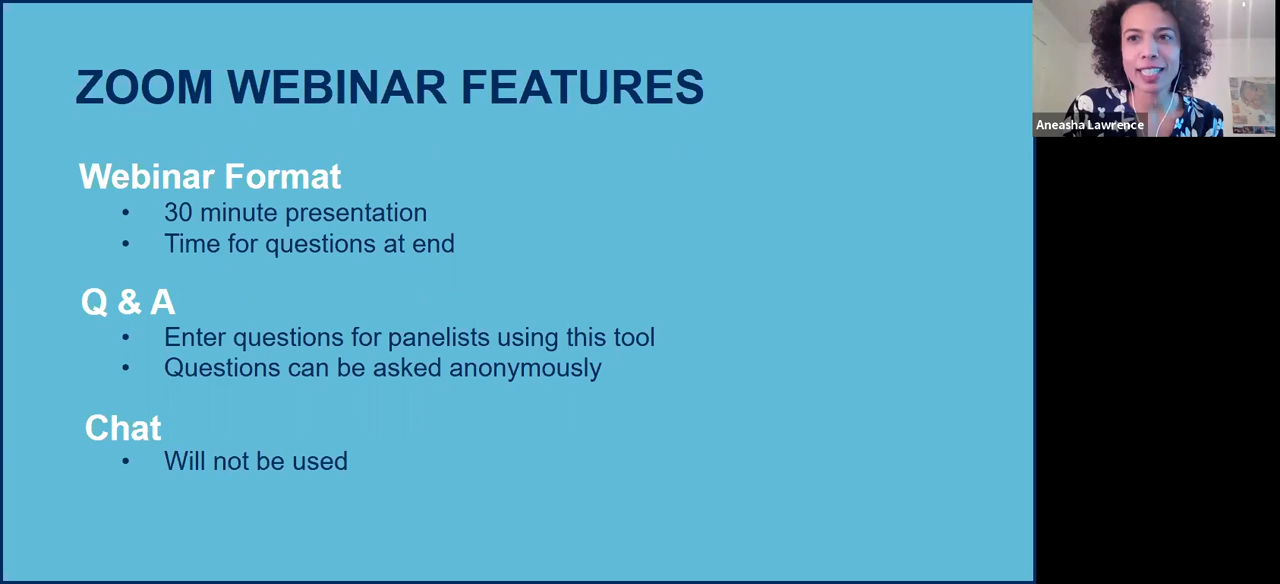 ZOOM WEBINAR FEATURES
Webinar Format
• 30 minute presentation
• Time for questions at end
Q & A
• Enter questions for panelists using this tool
• Questions can be asked anonymously
Chat
• Will not be used
Aneasha Lawrence